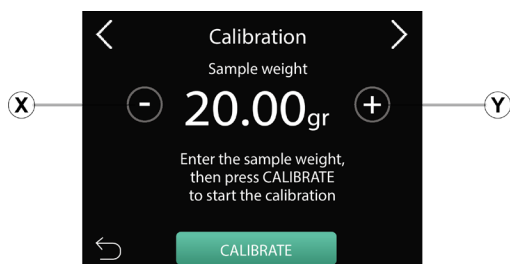 Calibration
Sample weight
X - 20.00gr + Y
Enter the sample weight,
then press CALIBRATE
to start the calibration
CALIBRATE